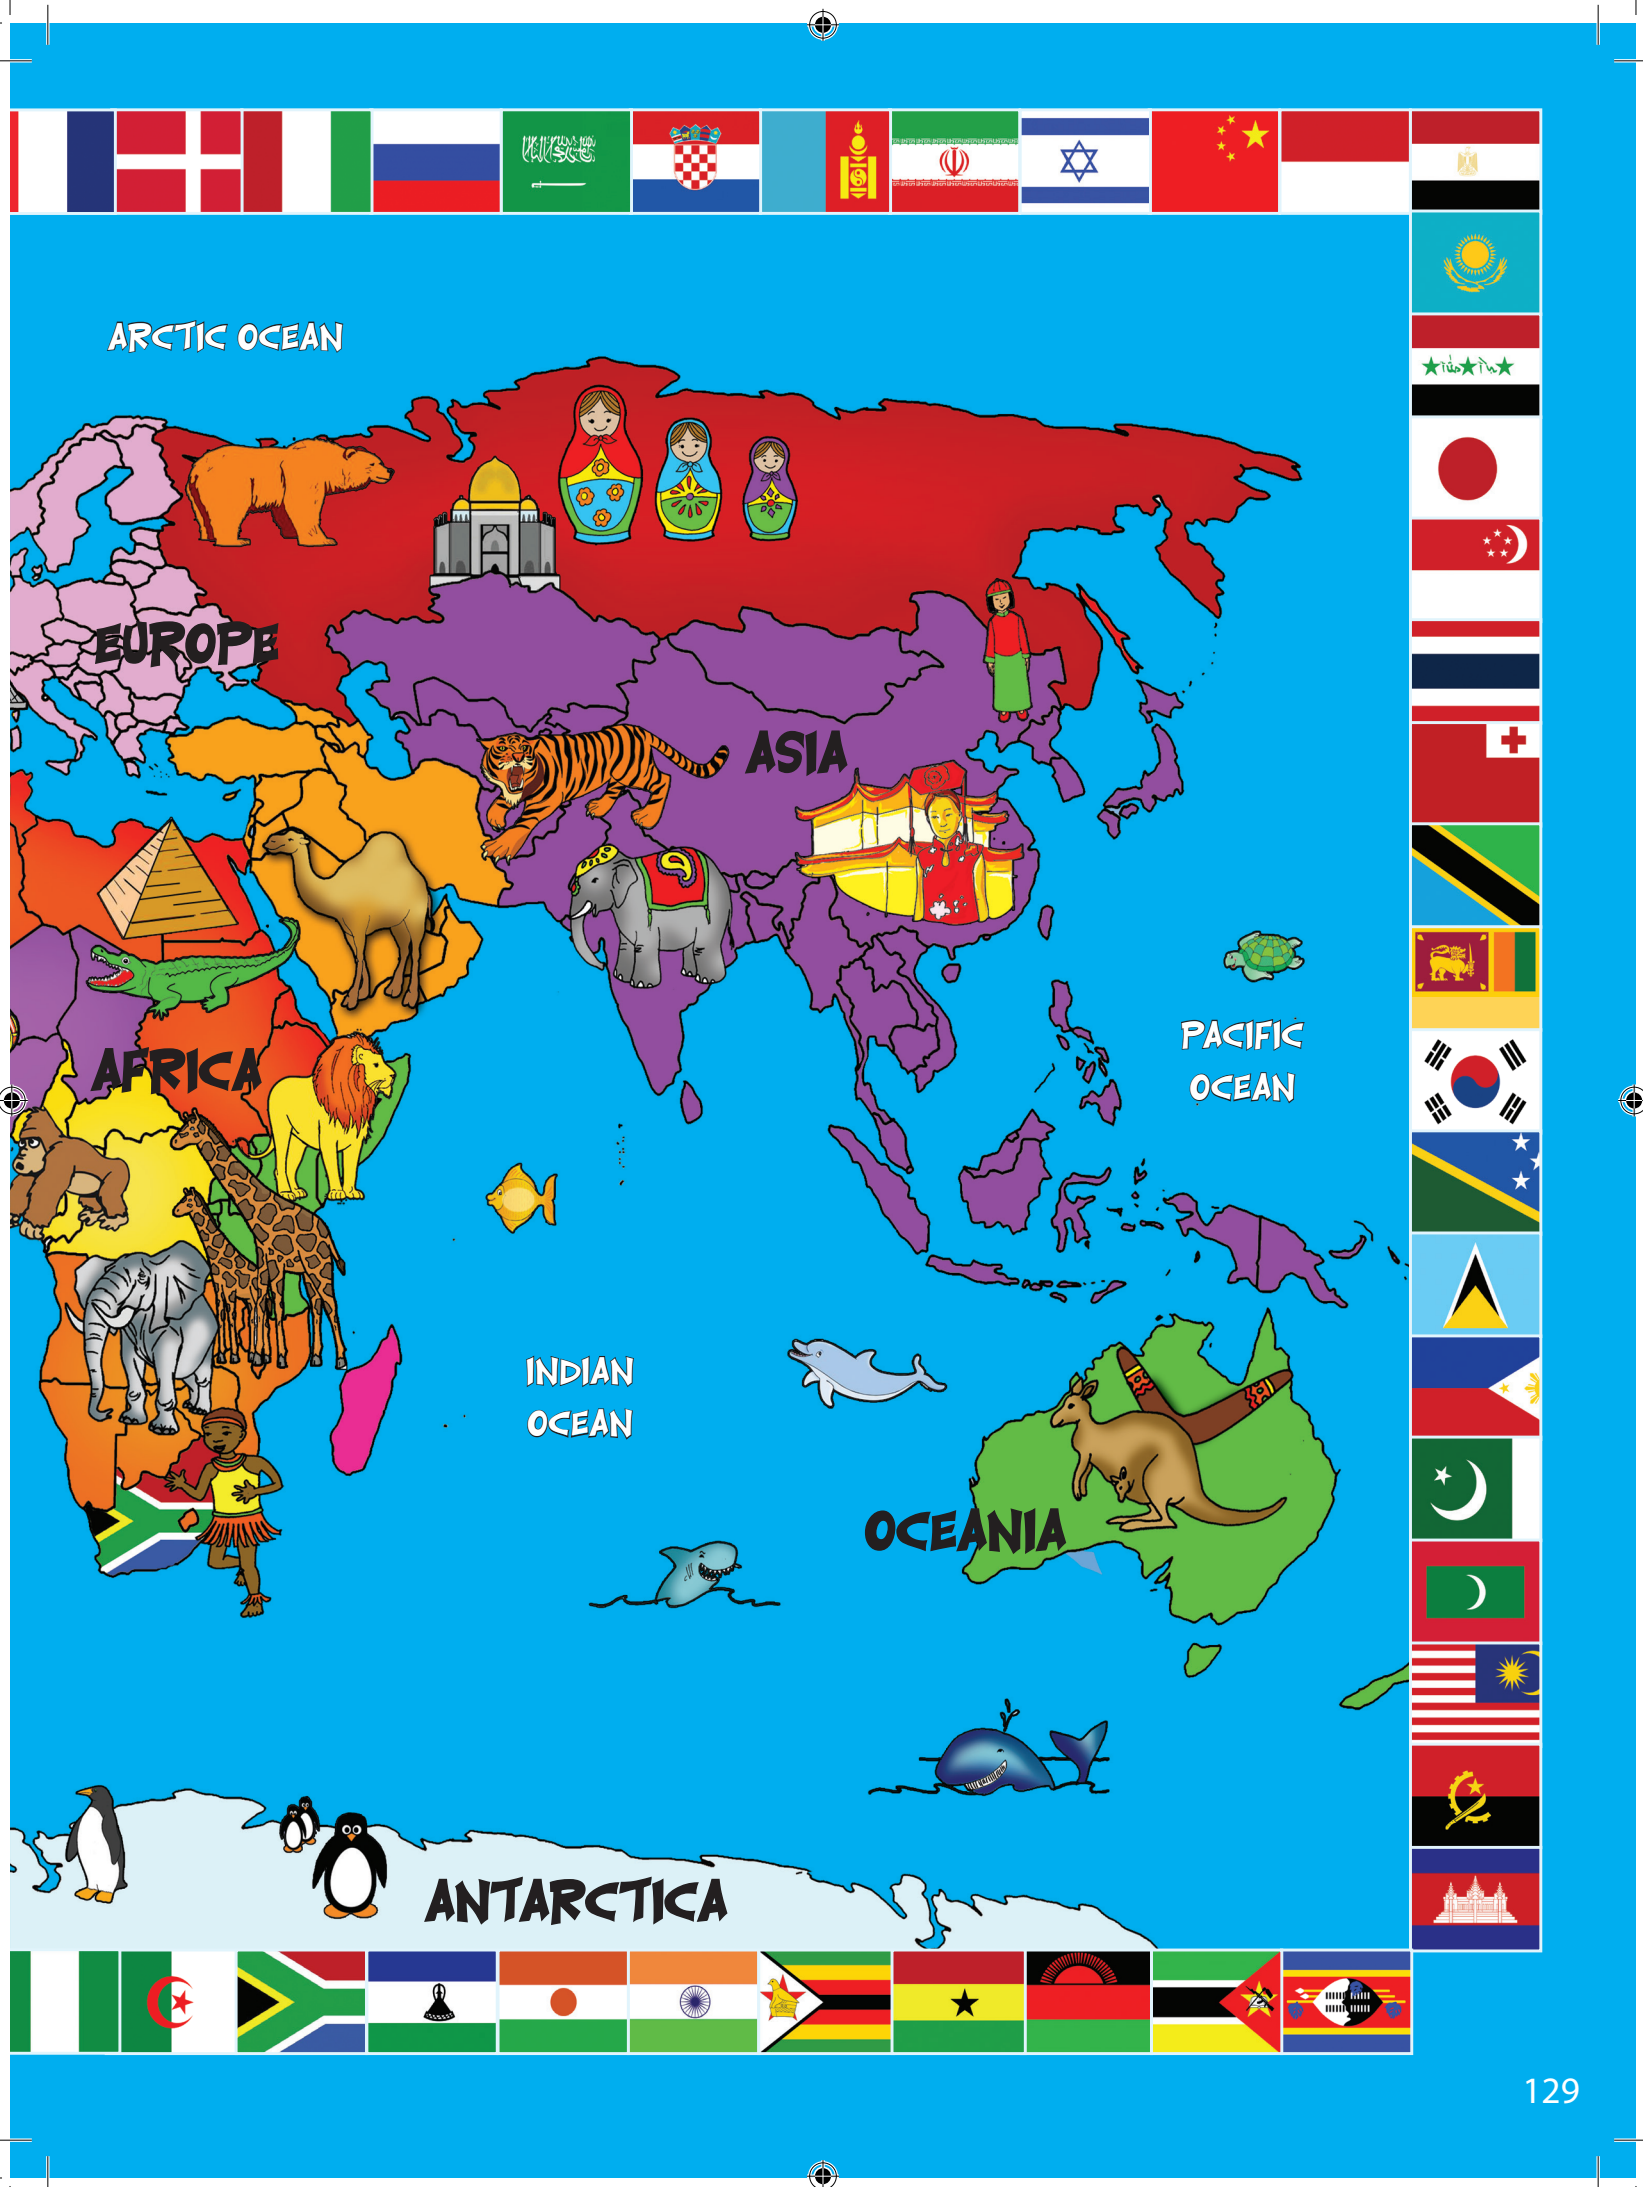 ARCTIC OCEAN
EUROPE
ASIA
AFRICA
PACIFIC
OCEAN
INDIAN
OCEAN
OCEANIA
ANTARCTICA
129